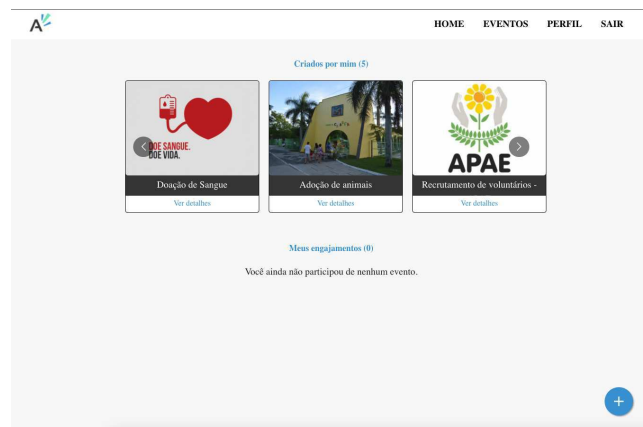 A
HOME EVENTOS PERFIL SAIR
Criados por mim (5)
DOE SANGUE.
DOE VIDA.
APAE
Doação de Sangue
Adoção de animais
Recrutamento de voluntários -
Ver detalhes
Ver detalhes
Ver detalhes
Meus engajamentos (0)
Você ainda não participou de nenhum evento.
+